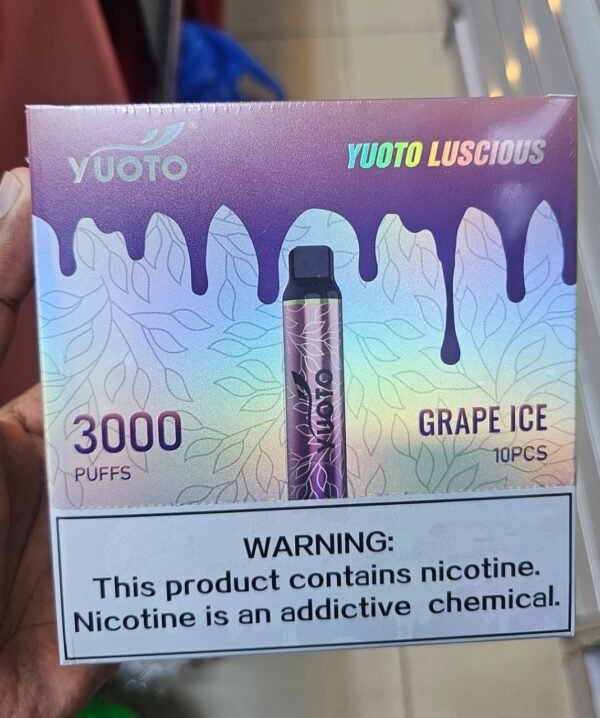 YUOTO®
YUOTO LUSCIOUS
YUOTO
3000
PUFFS
GRAPE ICE
10PCS
WARNING:
This product contains nicotine.
Nicotine is an addictive chemical.